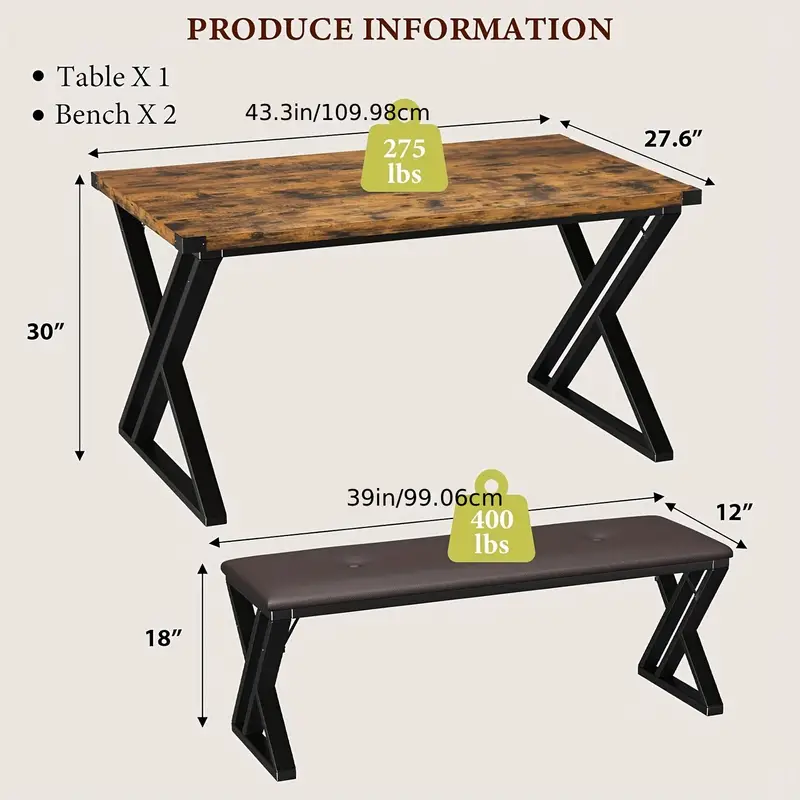 PRODUCE INFORMATION
• Table X 1
• Bench X 2
43.3in/109.98cm
27.6”
275
lbs
30”
39in/99.06cm
12”
400
lbs
18”